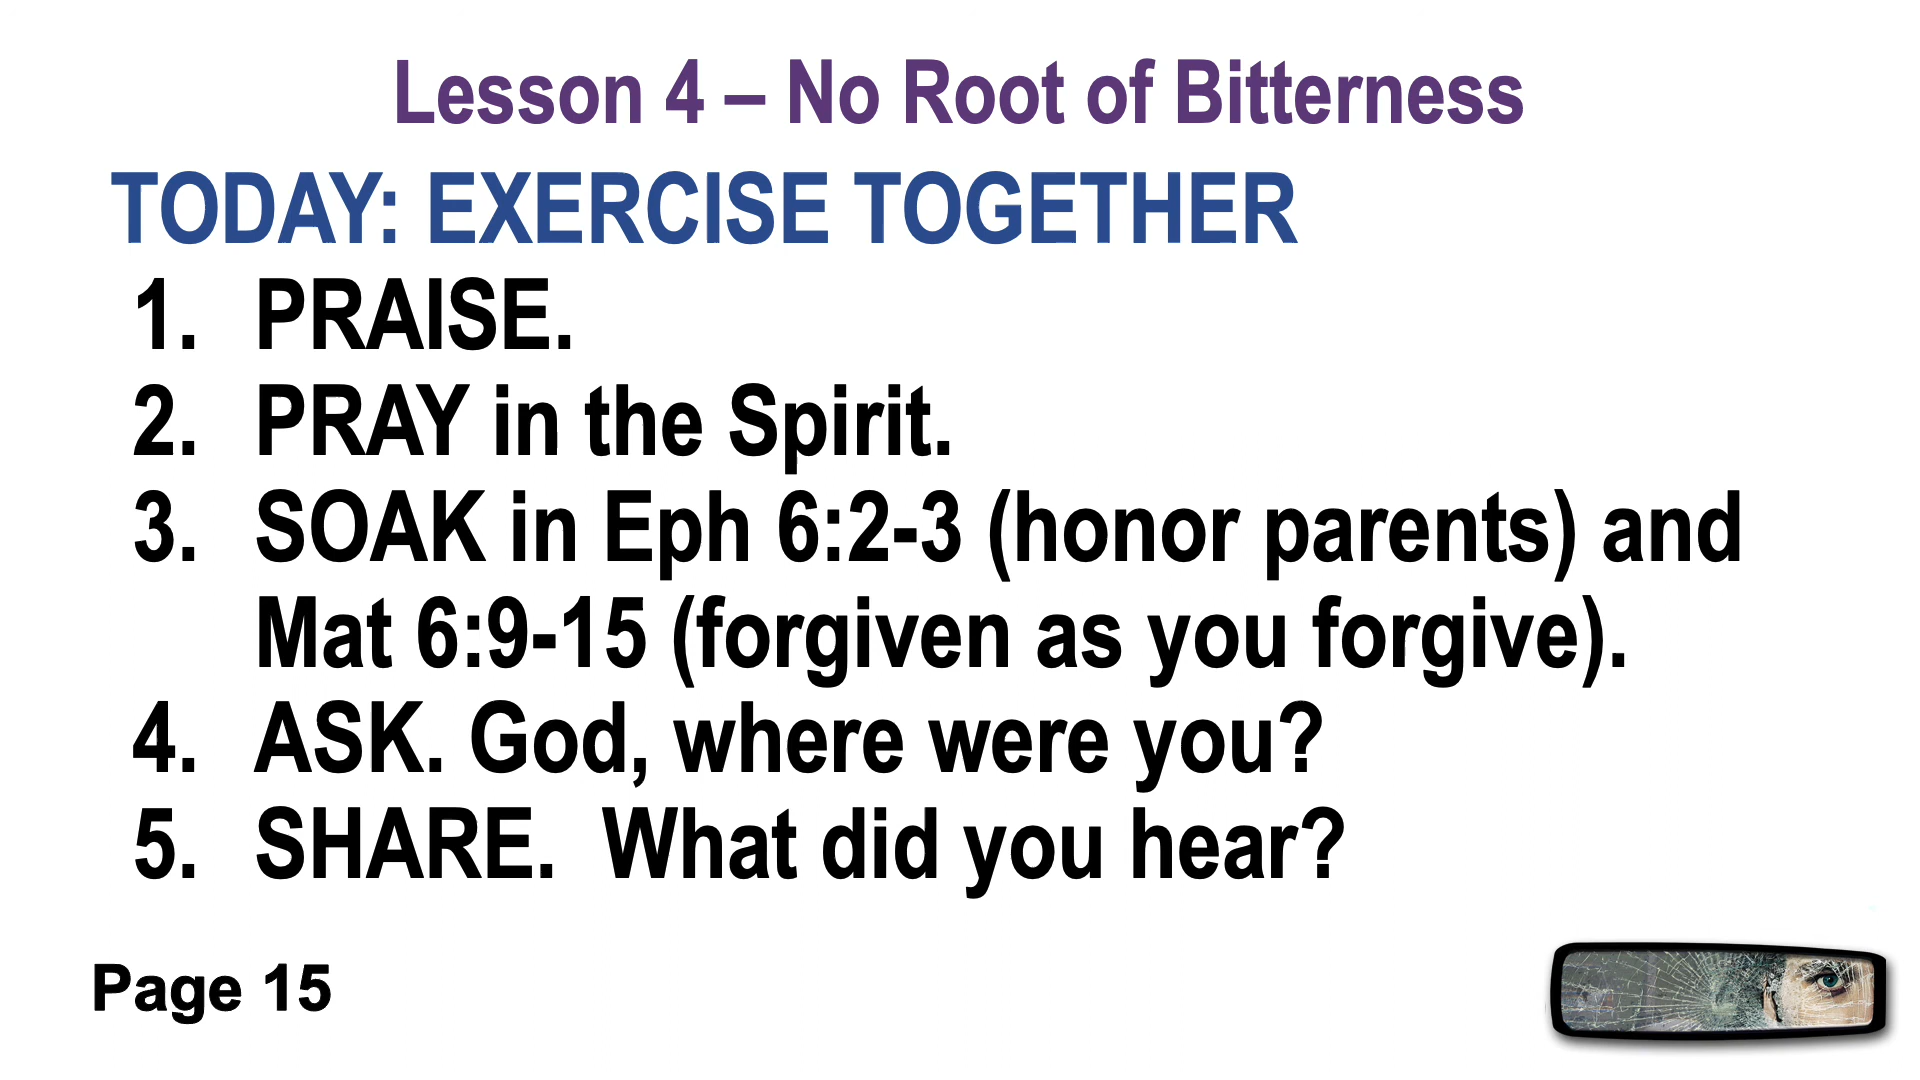 Lesson 4 – No Root of Bitterness
TODAY: EXERCISE TOGETHER
1. PRAISE.
2. PRAY in the Spirit.
3. SOAK in Eph 6:2-3 (honor parents) and
Mat 6:9-15 (forgiven as you forgive).
4. ASK. God, where were you?
5. SHARE.  What did you hear?
Page 15